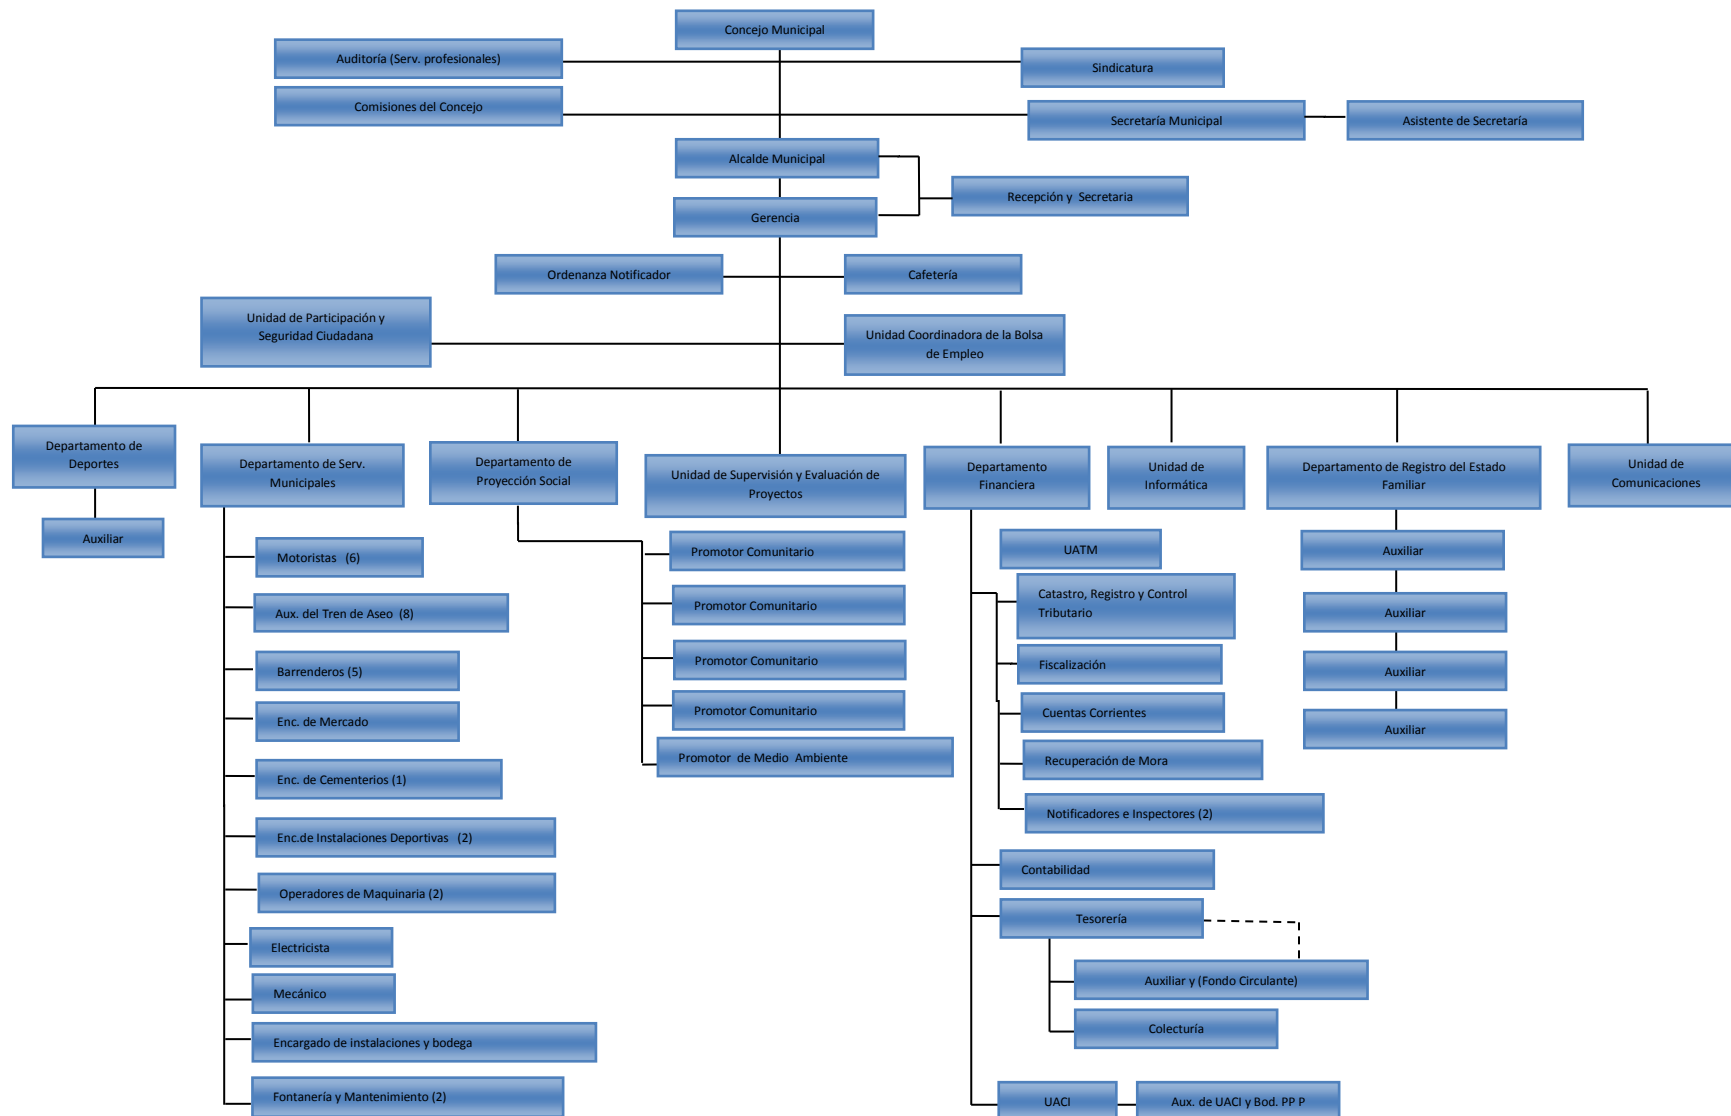 Concejo Municipal
Auditoría (Serv. profesionales)
Sindicatura
Comisiones del Concejo
Secretaría Municipal
Asistente de Secretaría
Alcalde Municipal
Recepción y Secretaria
Gerencia
Ordenanza Notificador
Cafetería
Unidad de Participación y
Seguridad Ciudadana
Unidad Coordinadora de la Bolsa
de Empleo
Departamento de
Deportes
Auxiliar
Departamento de Serv.
Municipales
Motoristas (6)
Aux. del Tren de Aseo (8)
Barrenderos (5)
Enc. de Mercado
Enc. de Cementerios (1)
Enc.de Instalaciones Deportivas (2)
Operadores de Maquinaria (2)
Electricista
Mecánico
Encargado de instalaciones y bodega
Fontanería y Mantenimiento (2)
Departamento de
Proyección Social
Promotor Comunitario
Promotor Comunitario
Promotor Comunitario
Promotor Comunitario
Promotor de Medio Ambiente
Unidad de Supervisión y Evaluación de
Proyectos
Departamento
Financiera
UATM
Catastro, Registro y Control
Tributario
Fiscalización
Cuentas Corrientes
Recuperación de Mora
Notificadores e Inspectores (2)
Contabilidad
Tesorería
Auxiliar y (Fondo Circulante)
Colecturía
UACI
Aux. de UACI y Bod. PP P
Unidad de
Informática
Departamento de Registro del Estado
Familiar
Auxiliar
Auxiliar
Auxiliar
Auxiliar
Unidad de
Comunicaciones